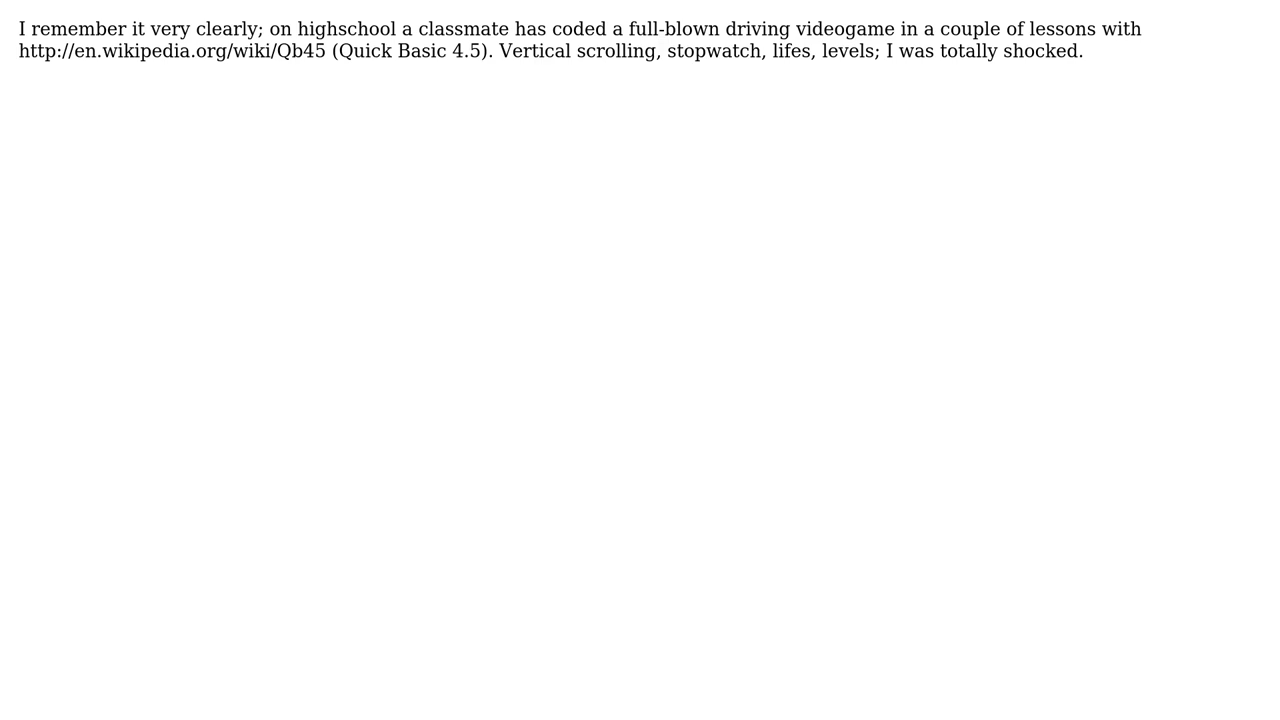 I remember it very clearly; on highschool a classmate has coded a full-blown driving videogame in a couple of lessons with
http://en.wikipedia.org/wiki/Qb45 (Quick Basic 4.5). Vertical scrolling, stopwatch, lifes, levels; I was totally shocked.